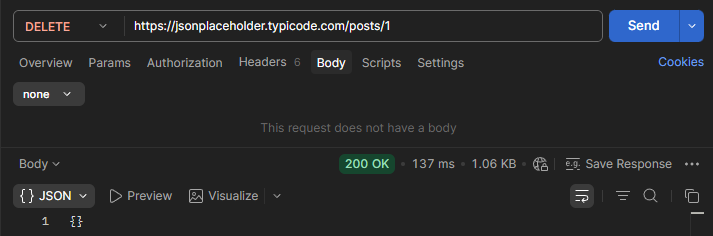 DELETE https://jsonplaceholder.typicode.com/posts/1 Send
Overview Params Authorization Headers 6 Body Scripts Settings Cookies
none
This request does not have a body
Body 200 OK • 137 ms • 1.06 KB • e.g. Save Response
{} JSON Preview Visualize
1 {}